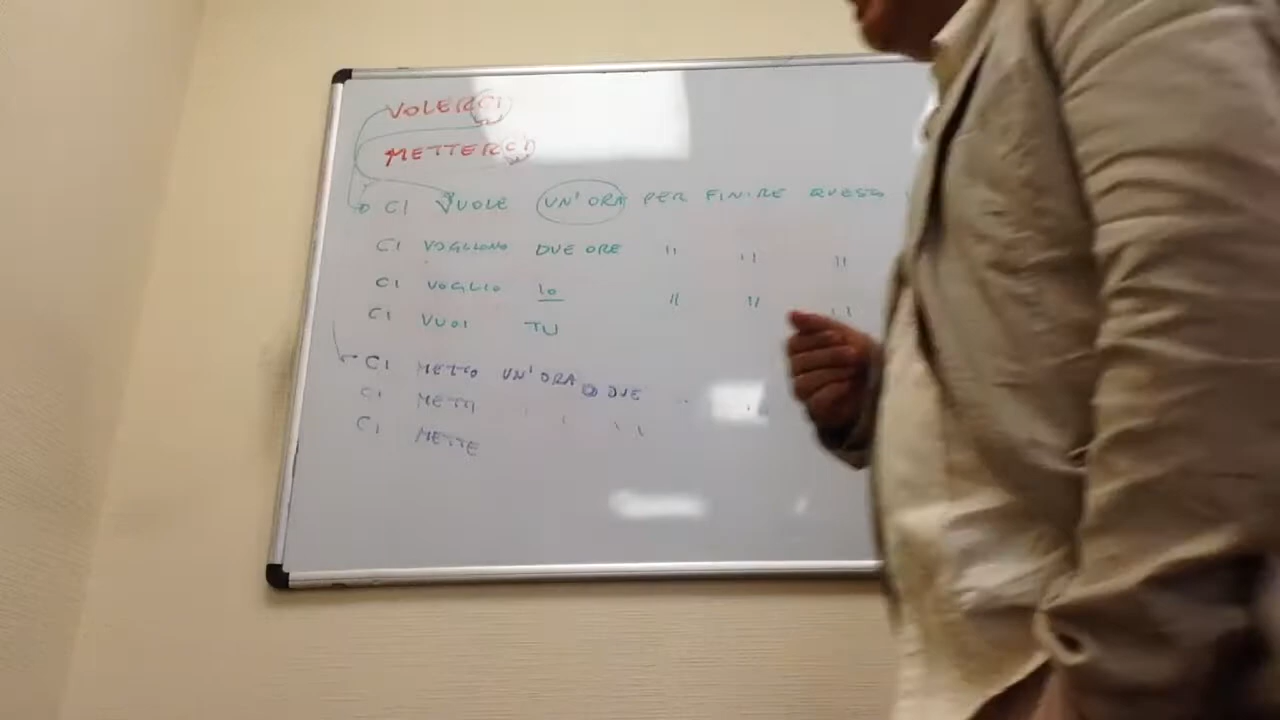 VOLERCI
METTERCI
CI VUOLE UN'ORA PER FINIRE QUESTO
CI VOGLIONO DUE ORE " " "
CI VOGLIO IO " " "
CI VUOI TU
CI METTO UN'ORA O DUE
CI METTI
CI METTE